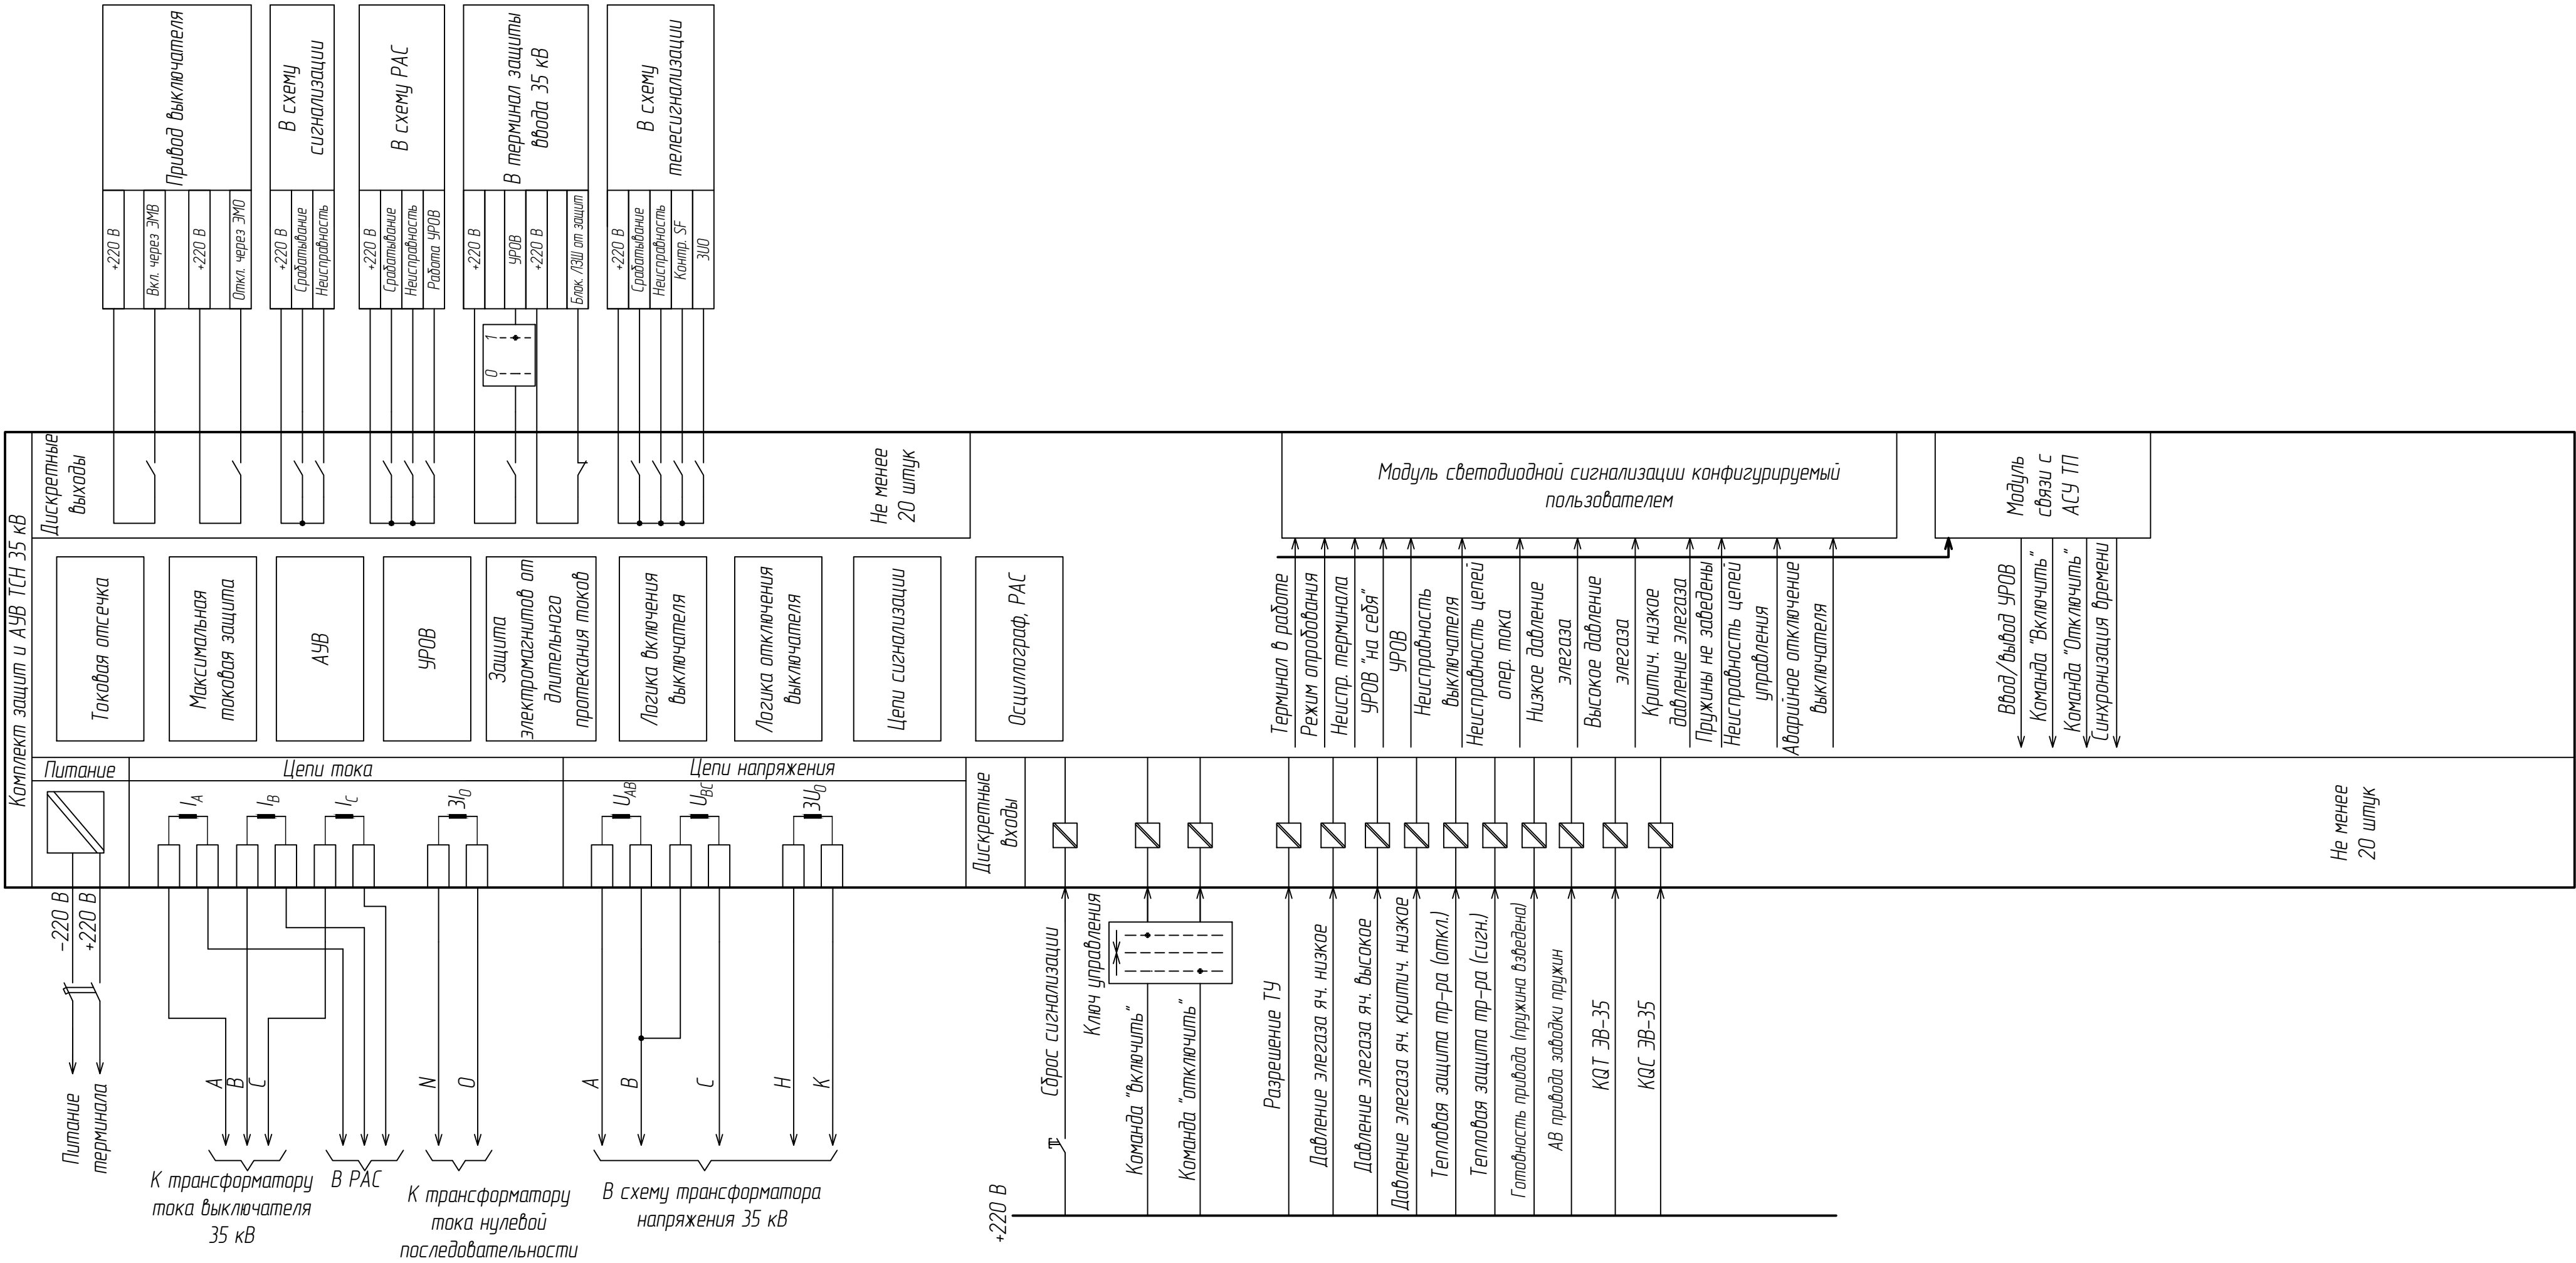 Привод выключателя
В схему
сигнализации
В схему РАС
В терминал защиты
ввода 35 кВ
В схему
телесигнализации
+220 В
Вкл. через ЭМВ
+220 В
Откл. через ЭМО
+220 В
Срабатывание
Неисправность
+220 В
Срабатывание
Неисправность
Работа УРОВ
+220 В
УРОВ
+220 В
Блок. ЛЗШ от защит
+220 В
Срабатывание
Неисправность
Контр. SF
3U0
0
1
Комплект защит и АУВ ТСН 35 кВ
Дискретные
выходы
Не менее
20 штук
Модуль светодиодной сигнализации конфигурируемый
пользователем
Модуль
связи с
АСУ ТП
Токовая отсечка
Максимальная
токовая защита
АУВ
УРОВ
Защита
электромагнитов от
длительного
протекания токов
Логика включения
выключателя
Логика отключения
выключателя
Цепи сигнализации
Осциллограф, РАС
Терминал в работе
Режим опробования
Неиспр. терминала
УРОВ "на себя"
УРОВ
Неисправность
выключателя
Неисправность цепей
опер. тока
Низкое давление
элегаза
Высокое давление
элегаза
Критич. низкое
давление элегаза
Пружины не заведены
Неисправность цепей
управления
Аварийное отключение
выключателя
Ввод/вывод УРОВ
Команда "Включить"
Команда "Отключить"
Синхронизация времени
Питание
Цепи тока
Цепи напряжения
Дискретные
входы
IA
IB
IC
3I0
UAB
UBC
3U0
Не менее
20 штук
-220 В
+220 В
Питание
терминала
A
B
C
N
O
A
B
C
Н
К
К трансформатору
тока выключателя
35 кВ
В РАС
К трансформатору
тока нулевой
последовательности
В схему трансформатора
напряжения 35 кВ
+220 В
Сброс сигнализации
Ключ управления
Команда "включить"
Команда "отключить"
Разрешение ТУ
Давление элегаза яч. низкое
Давление элегаза яч. высокое
Давление элегаза яч. критич. низкое
Тепловая защита тр-ра (откл.)
Тепловая защита тр-ра (сигн.)
Готовность привода (пружина взведена)
АВ привода заводки пружин
KQT ЭВ-35
KQC ЭВ-35